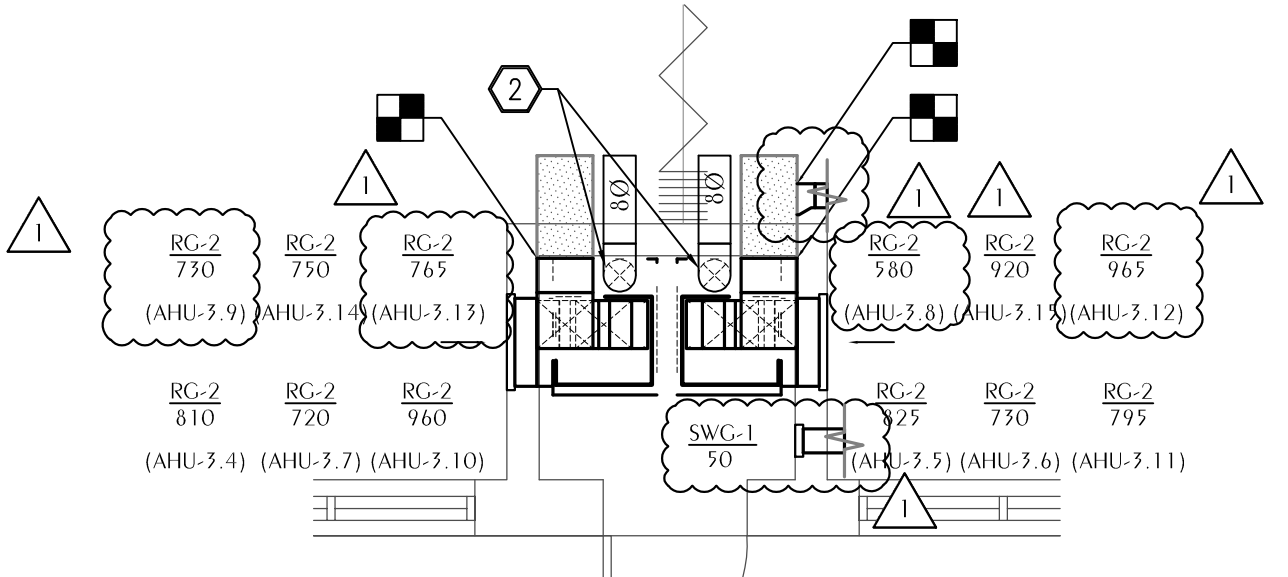 2
8Ø
8Ø
1
1
1
1
1
RG-2
730
(AHU-3.9)
RG-2
750
(AHU-3.14)
RG-2
765
(AHU-3.13)
RG-2
580
(AHU-3.8)
RG-2
920
(AHU-3.15)
RG-2
965
(AHU-3.12)
RG-2
810
(AHU-3.4)
RG-2
720
(AHU-3.7)
RG-2
960
(AHU-3.10)
SWG-1
50
RG-2
825
(AHU-3.5)
RG-2
730
(AHU-3.6)
RG-2
795
(AHU-3.11)
1